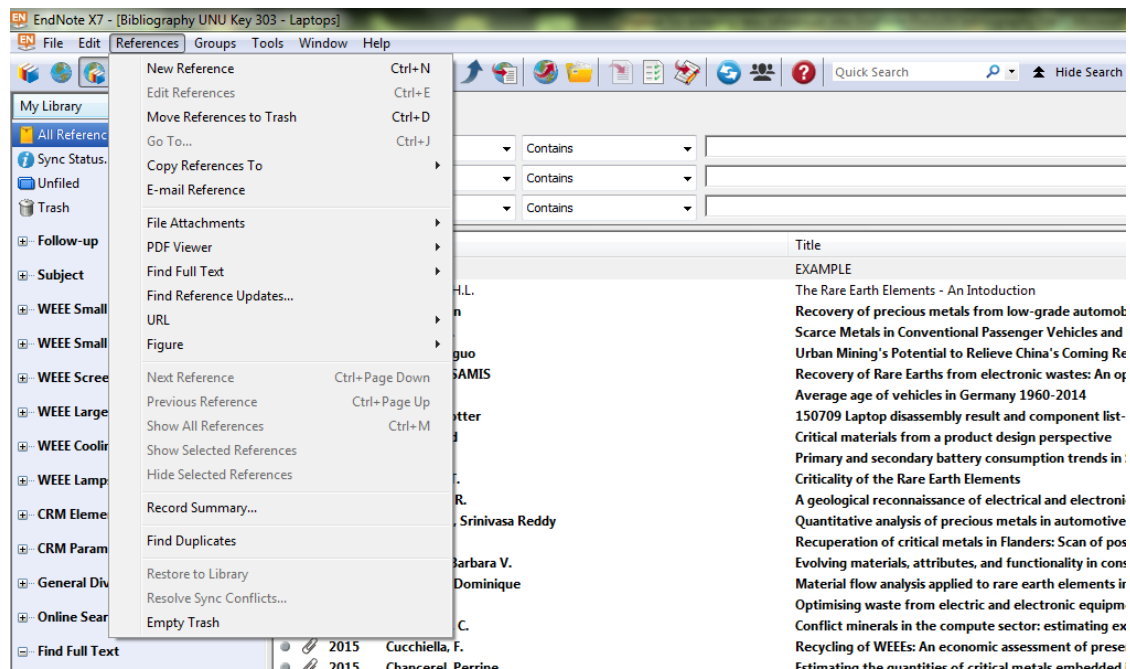 EndNote X7 - [Bibliography UNU Key 303 - Laptops]
File Edit References Groups Tools Window Help
Quick Search Hide Search
My Library
All Referenc
Sync Status.
Unfiled
Trash
Follow-up
Subject
WEEE Small
WEEE Small
WEEE Scree
WEEE Large
WEEE Coolin
WEEE Lamp
CRM Eleme
CRM Param
General Div
Online Sear
Find Full Text
New Reference Ctrl+N
Edit References Ctrl+E
Move References to Trash Ctrl+D
Go To... Ctrl+J
Copy References To
E-mail Reference
File Attachments
PDF Viewer
Find Full Text
Find Reference Updates...
URL
Figure
Next Reference Ctrl+Page Down
Previous Reference Ctrl+Page Up
Show All References Ctrl+M
Show Selected References
Hide Selected References
Record Summary...
Find Duplicates
Restore to Library
Resolve Sync Conflicts...
Empty Trash
Contains
Contains
Contains
Title
EXAMPLE
H.L. The Rare Earth Elements - An Intoduction
n Recovery of precious metals from low-grade automob
Scarce Metals in Conventional Passenger Vehicles and
guo Urban Mining's Potential to Relieve China's Coming Re
SAMIS Recovery of Rare Earths from electronic wastes: An op
Average age of vehicles in Germany 1960-2014
otter 150709 Laptop disassembly result and component list-
Critical materials from a product design perspective
Primary and secondary battery consumption trends in
T. Criticality of the Rare Earth Elements
R. A geological reconnaissance of electrical and electroni
, Srinivasa Reddy Quantitative analysis of precious metals in automotive
Recuperation of critical metals in Flanders: Scan of pos
Barbara V. Evolving materials, attributes, and functionality in cons
Dominique Material flow analysis applied to rare earth elements in
Optimising waste from electric and electronic equipm
C. Conflict minerals in the compute sector: estimating ex
2015 Cucchiella, F. Recycling of WEEEs: An economic assessment of prese
2015 Chancerel, Perrine Estimating the quantities of critical metals embedded i